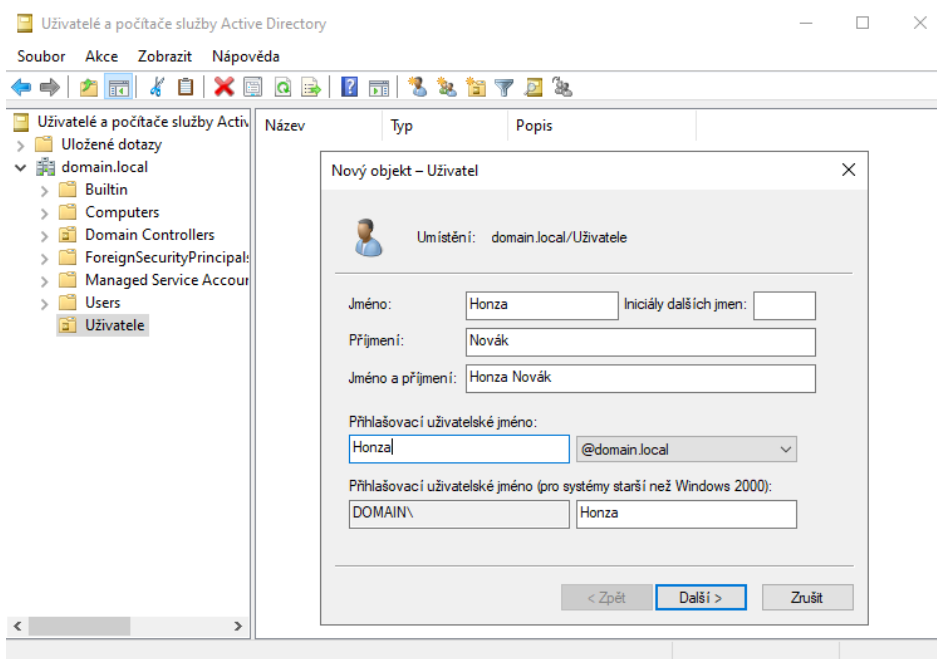 Uživatelé a počítače služby Active Directory
Soubor Akce Zobrazit Nápověda
Uživatelé a počítače služby Activ
Uložené dotazy
domain.local
Builtin
Computers
Domain Controllers
ForeignSecurityPrincipals
Managed Service Accour
Users
Uživatele
Název Typ Popis
Nový objekt – Uživatel
Umístění: domain.local/Uživatele
Jméno: Honza Iniciály dalších jmen:
Příjmení: Novák
Jméno a příjmení: Honza Novák
Přihlašovací uživatelské jméno:
Honza @domain.local
Přihlašovací uživatelské jméno (pro systémy starší než Windows 2000):
DOMAIN\ Honza
< Zpět Další > Zrušit